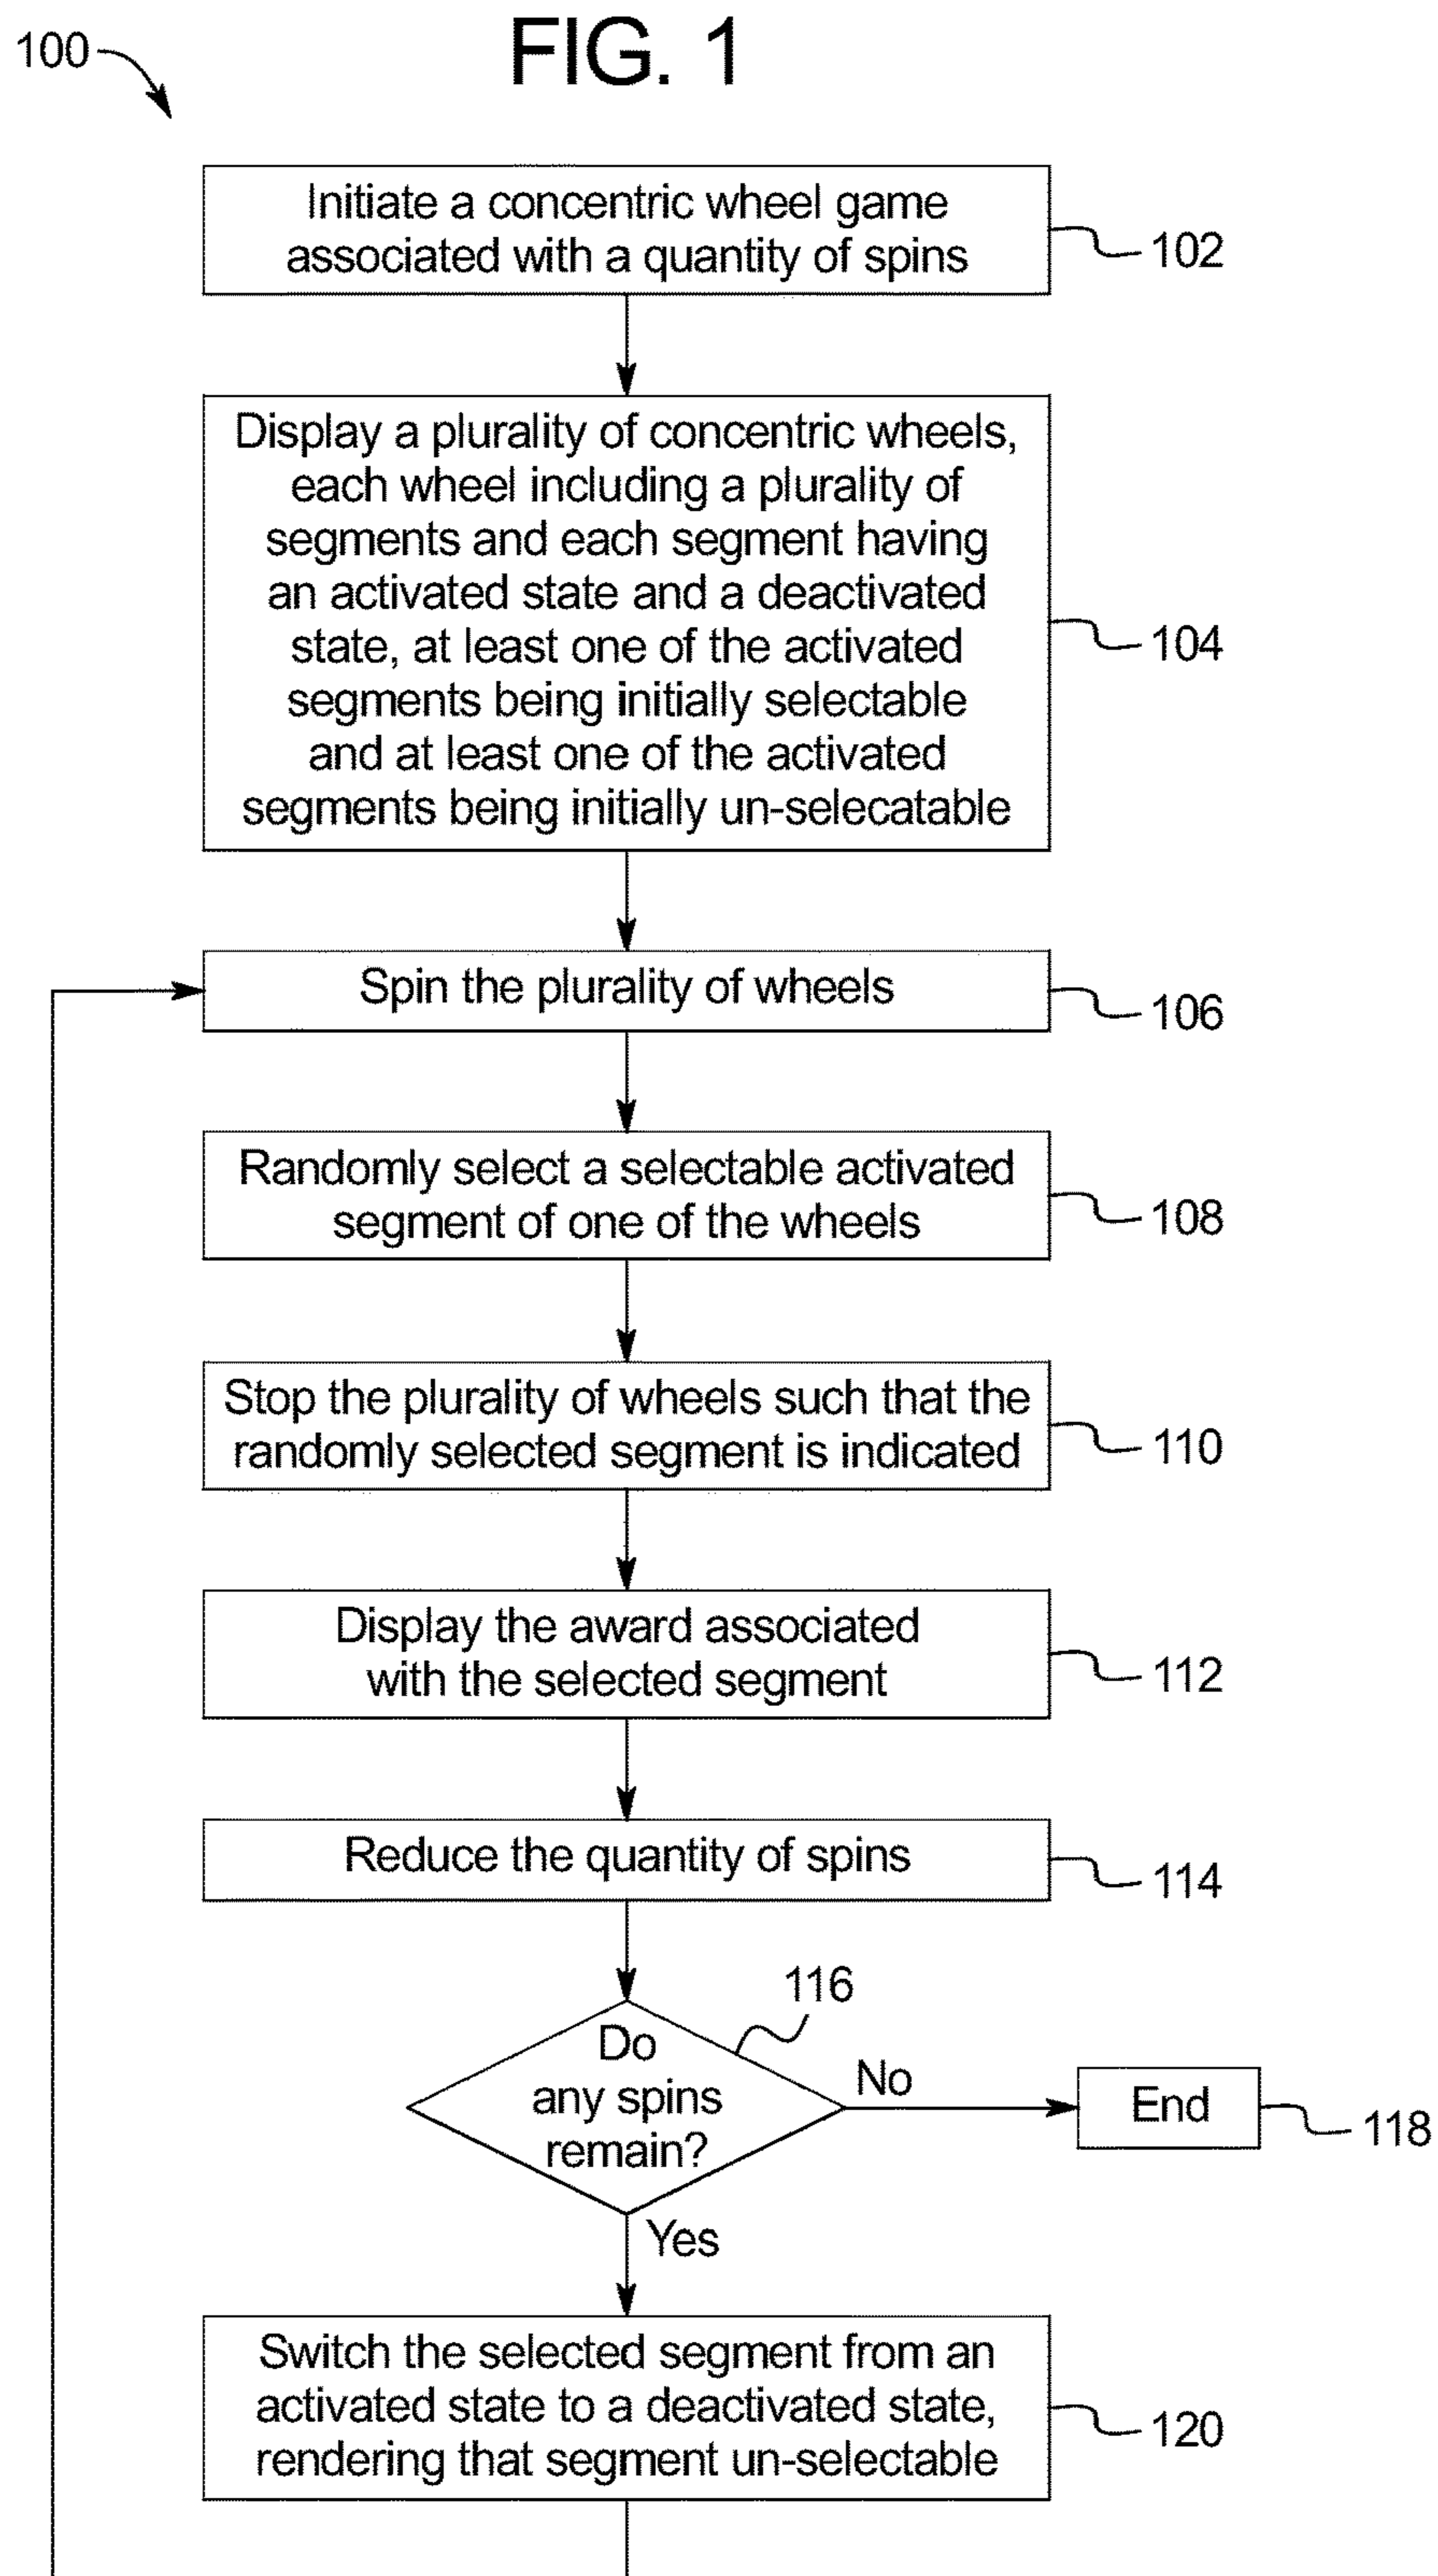 FIG. 1
100
Initiate a concentric wheel game
associated with a quantity of spins
102
Display a plurality of concentric wheels,
each wheel including a plurality of
segments and each segment having
an activated state and a deactivated
state, at least one of the activated
segments being initially selectable
and at least one of the activated
segments being initially un-selecatable
104
Spin the plurality of wheels
106
Randomly select a selectable activated
segment of one of the wheels
108
Stop the plurality of wheels such that the
randomly selected segment is indicated
110
Display the award associated
with the selected segment
112
Reduce the quantity of spins
114
116
Do
any spins
remain?
No
End
118
Yes
Switch the selected segment from an
activated state to a deactivated state,
rendering that segment un-selectable
120